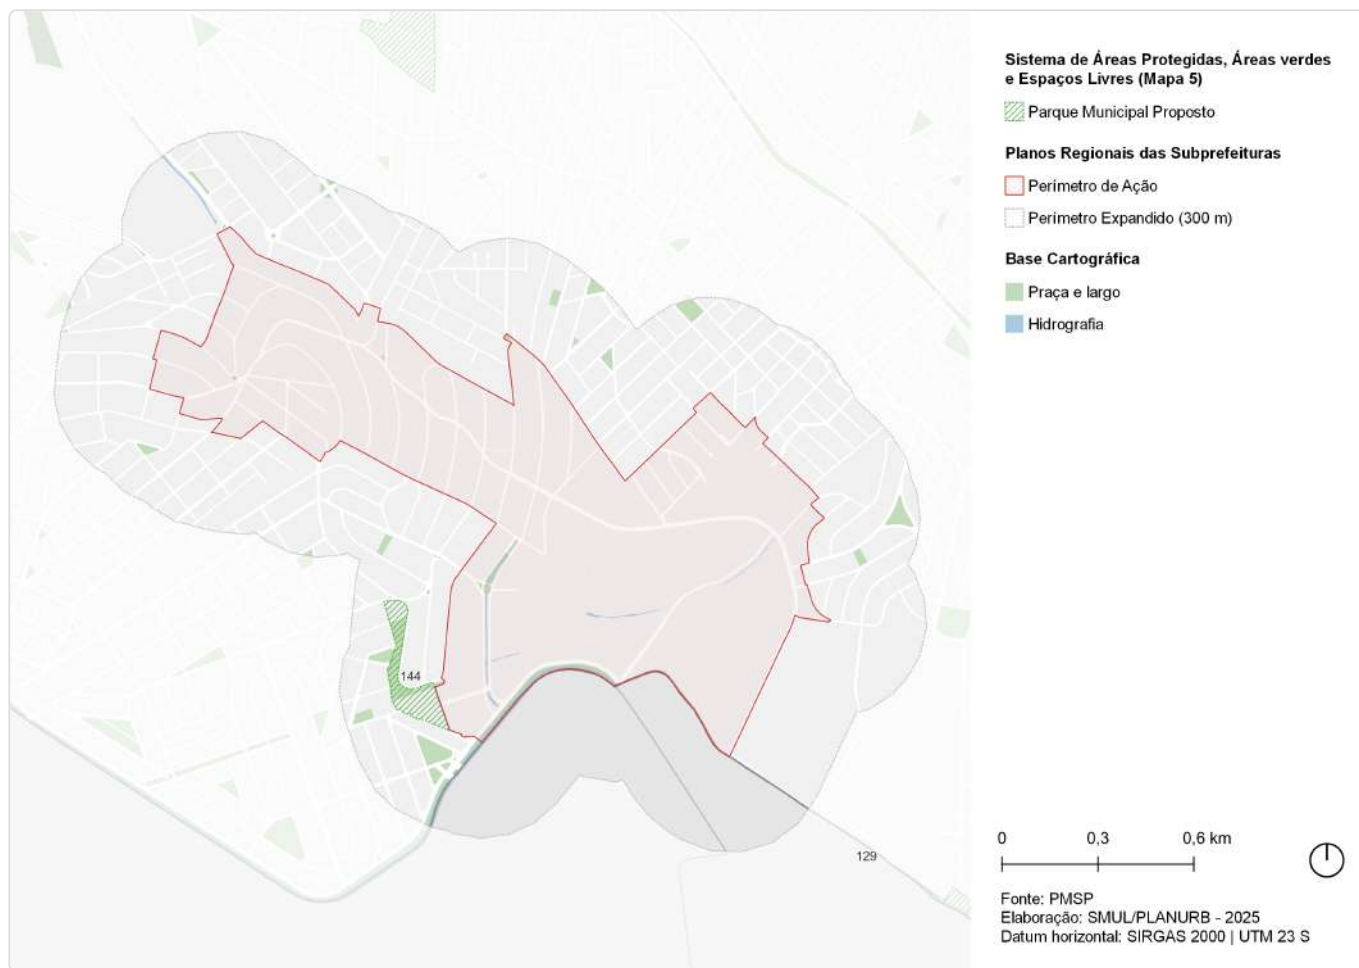 Sistema de Áreas Protegidas, Áreas verdes
e Espaços Livres (Mapa 5)
Parque Municipal Proposto
Planos Regionais das Subprefeituras
Perímetro de Ação
Perímetro Expandido (300 m)
Base Cartográfica
Praça e largo
Hidrografia
144
129
0 0,3 0,6 km
Fonte: PMSP
Elaboração: SMUL/PLANURB - 2025
Datum horizontal: SIRGAS 2000 | UTM 23 S